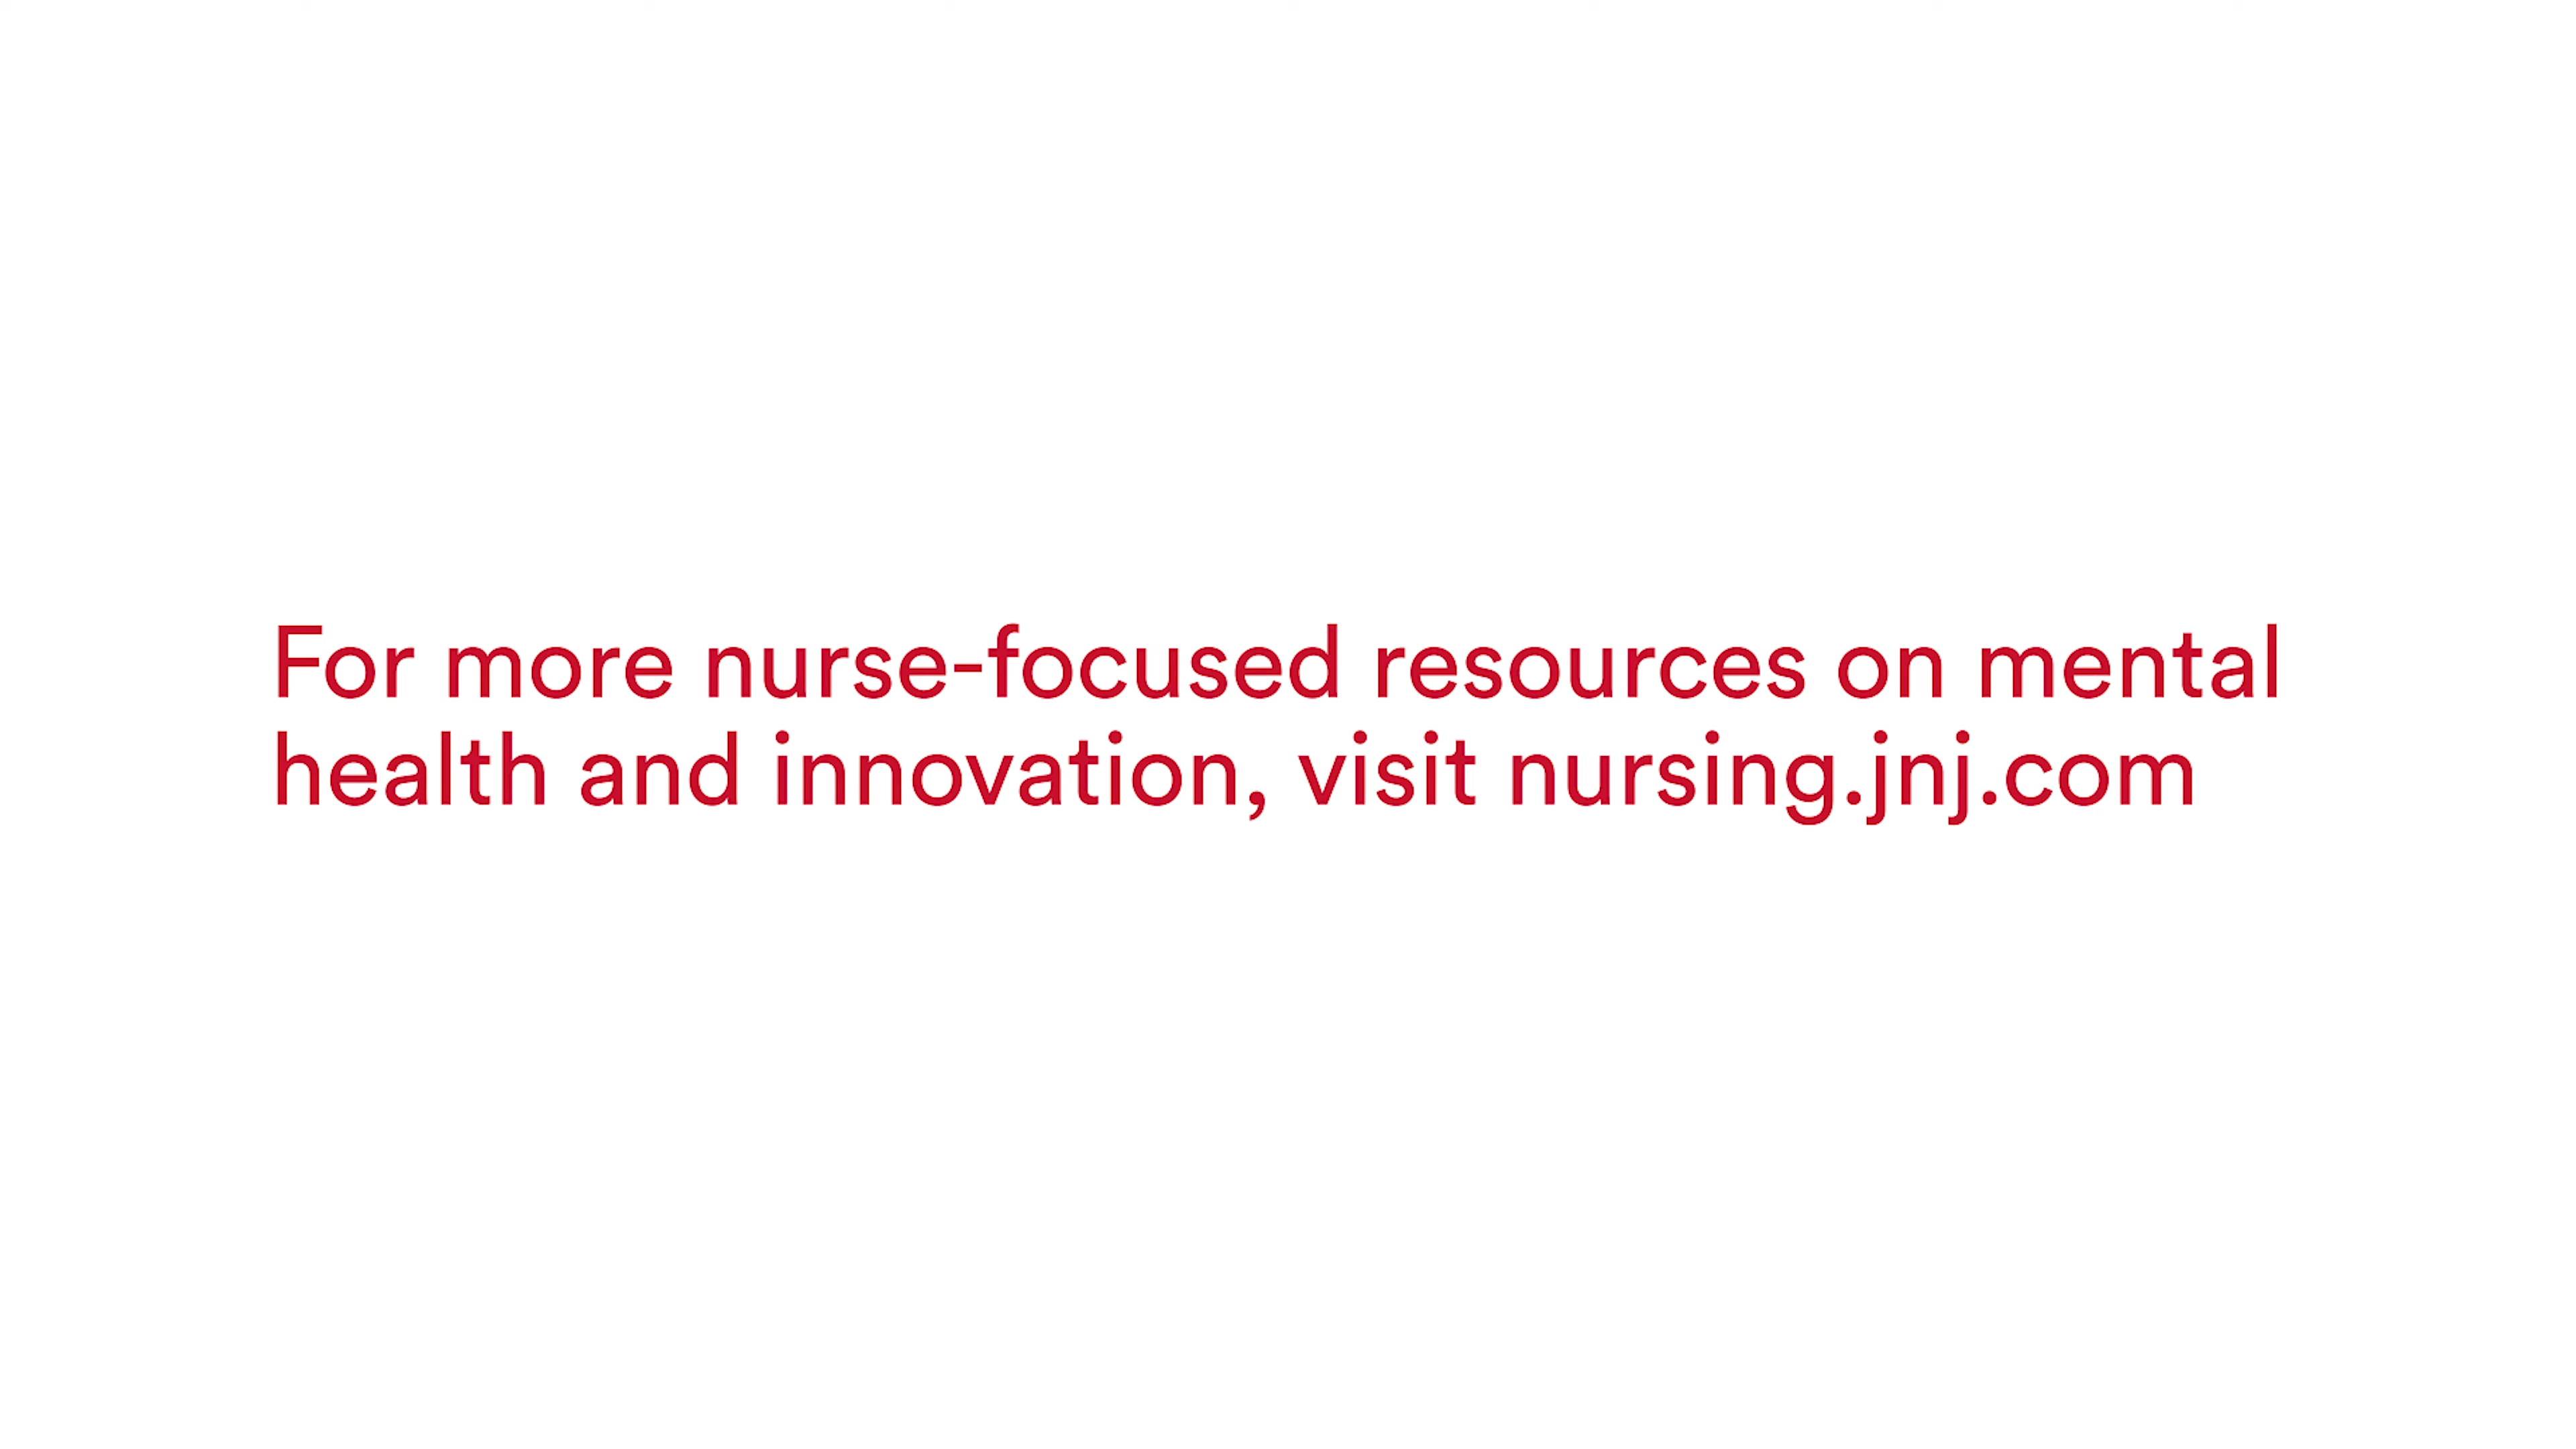 For more nurse-focused resources on mental
health and innovation, visit nursing.jnj.com